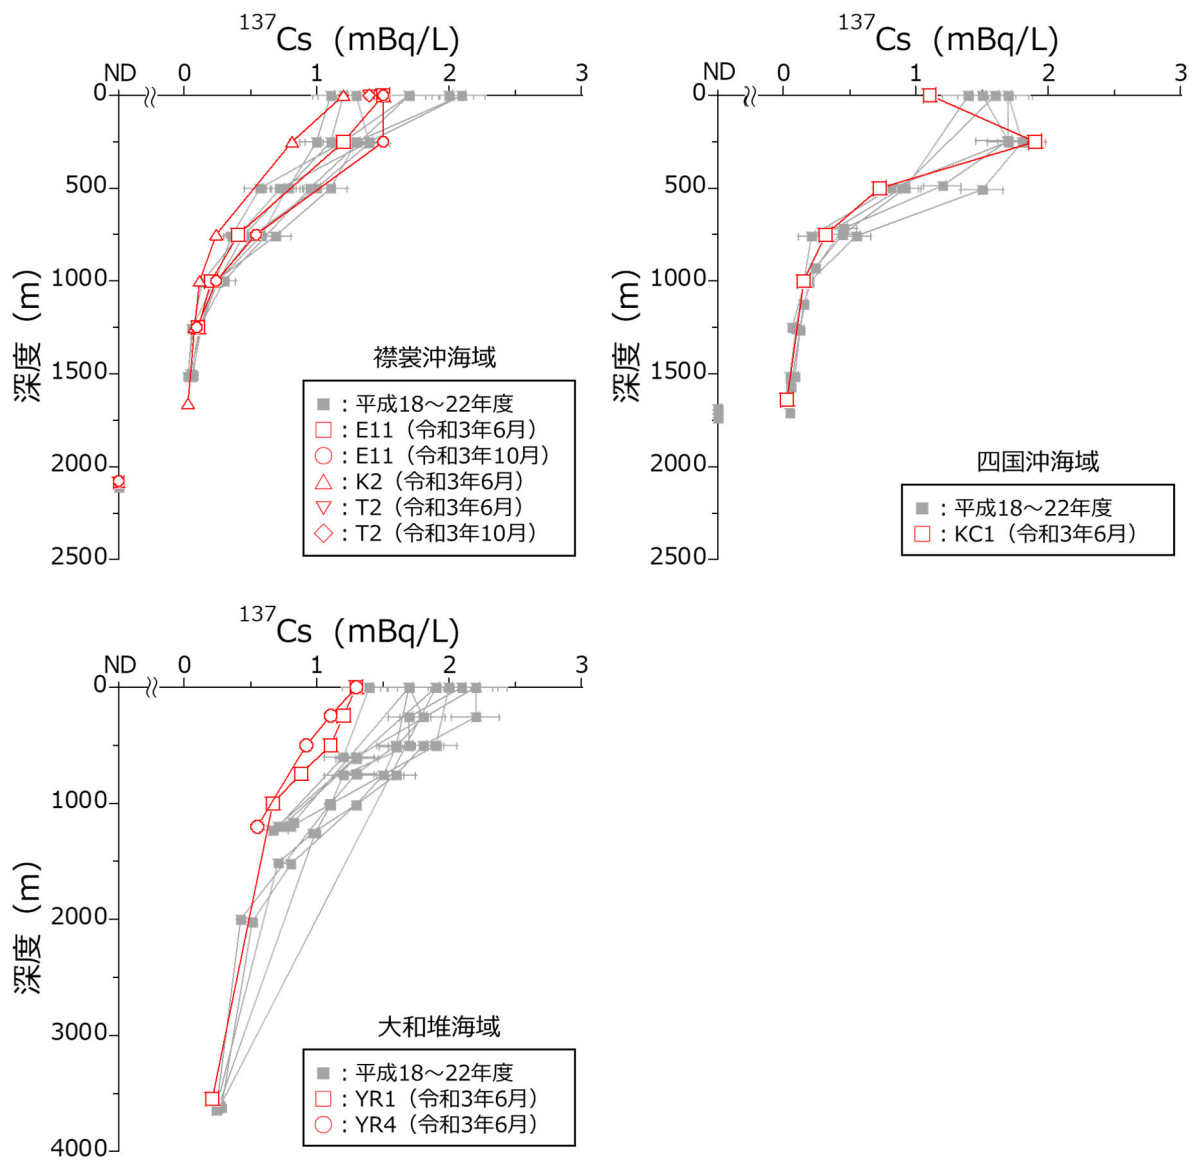 137Cs (mBq/L)
ND 0 1 2 3
0
500
1000
1500
2000
2500
深度 (m)
襟裳沖海域
：平成18～22年度
：E11（令和3年6月）
：E11（令和3年10月）
：K2（令和3年6月）
：T2（令和3年6月）
：T2（令和3年10月）
137Cs (mBq/L)
ND 0 1 2 3
0
500
1000
1500
2000
2500
深度 (m)
四国沖海域
：平成18～22年度
：KC1（令和3年6月）
137Cs (mBq/L)
ND 0 1 2 3
0
1000
2000
3000
4000
深度 (m)
大和堆海域
：平成18～22年度
：YR1（令和3年6月）
：YR4（令和3年6月）